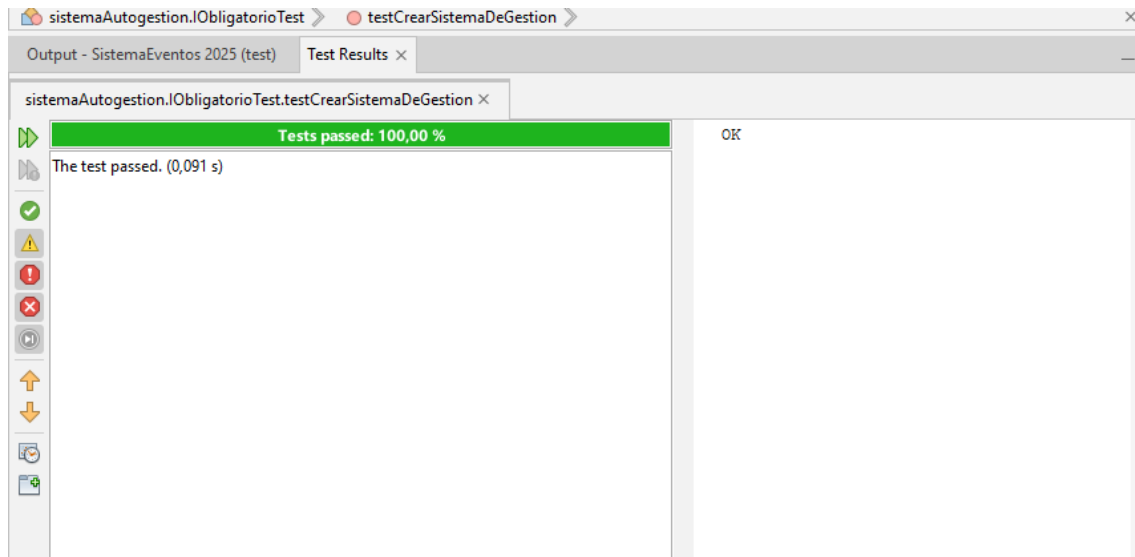 sistemaAutogestion.IObligatorioTest testCrearSistemaDeGestion
Output - SistemaEventos 2025 (test) Test Results
sistemaAutogestion.IObligatorioTest.testCrearSistemaDeGestion
Tests passed: 100,00 %
OK
The test passed. (0,091 s)